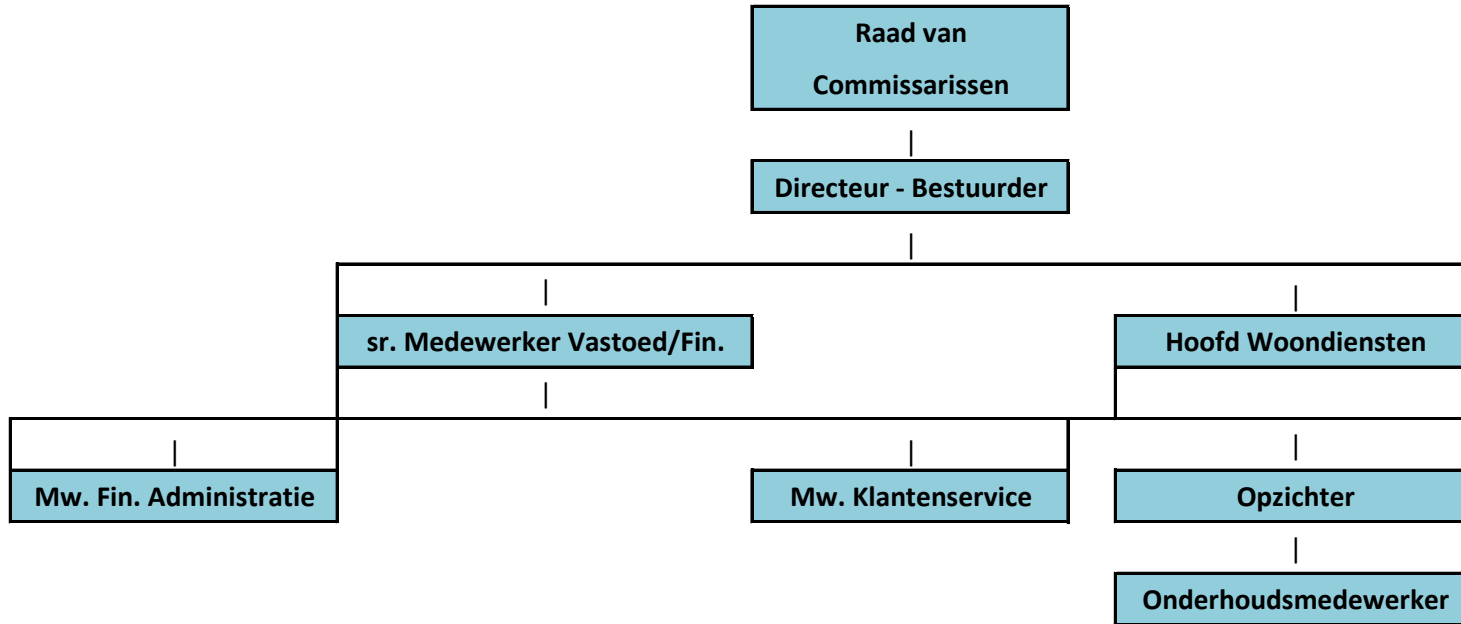 Raad van
Commissarissen
Directeur - Bestuurder
sr. Medewerker Vastoed/Fin.
Hoofd Woondiensten
Mw. Fin. Administratie
Mw. Klantenservice
Opzichter
Onderhoudsmedewerker